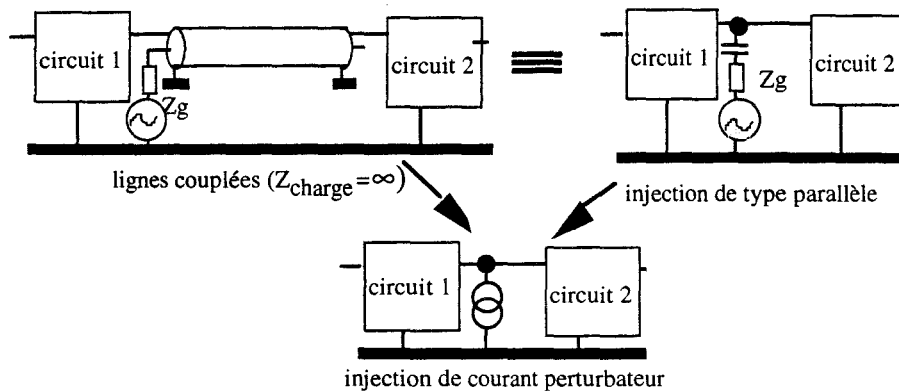 circuit 1
Zg
circuit 2
lignes couplées (Zcharge=∞)
circuit 1
Zg
circuit 2
injection de type parallèle
circuit 1
circuit 2
injection de courant perturbateur